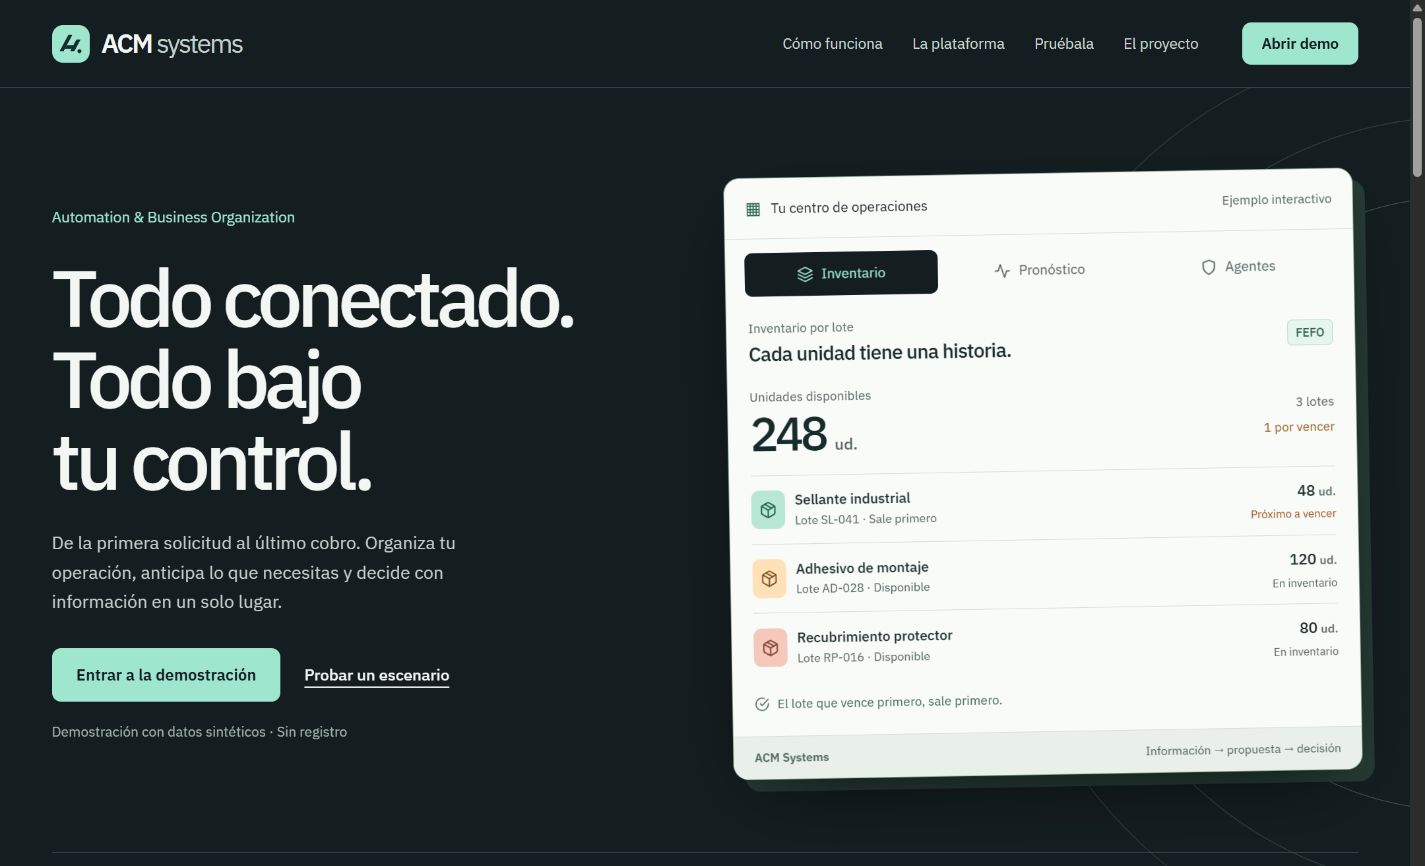 ACM systems
Cómo funciona
La plataforma
Pruébala
El proyecto
Abrir demo
Automation & Business Organization
Todo conectado.
Todo bajo
tu control.
De la primera solicitud al último cobro. Organiza tu
operación, anticipa lo que necesitas y decide con
información en un solo lugar.
Entrar a la demostración
Probar un escenario
Demostración con datos sintéticos · Sin registro
Tu centro de operaciones
Ejemplo interactivo
Inventario
Pronóstico
Agentes
Inventario por lote
Cada unidad tiene una historia.
FEFO
Unidades disponibles
248 ud.
3 lotes
1 por vencer
Sellante industrial
Lote SL-041 · Sale primero
48 ud.
Próximo a vencer
Adhesivo de montaje
Lote AD-028 · Disponible
120 ud.
En inventario
Recubrimiento protector
Lote RP-016 · Disponible
80 ud.
En inventario
El lote que vence primero, sale primero.
ACM Systems
Información → propuesta → decisión